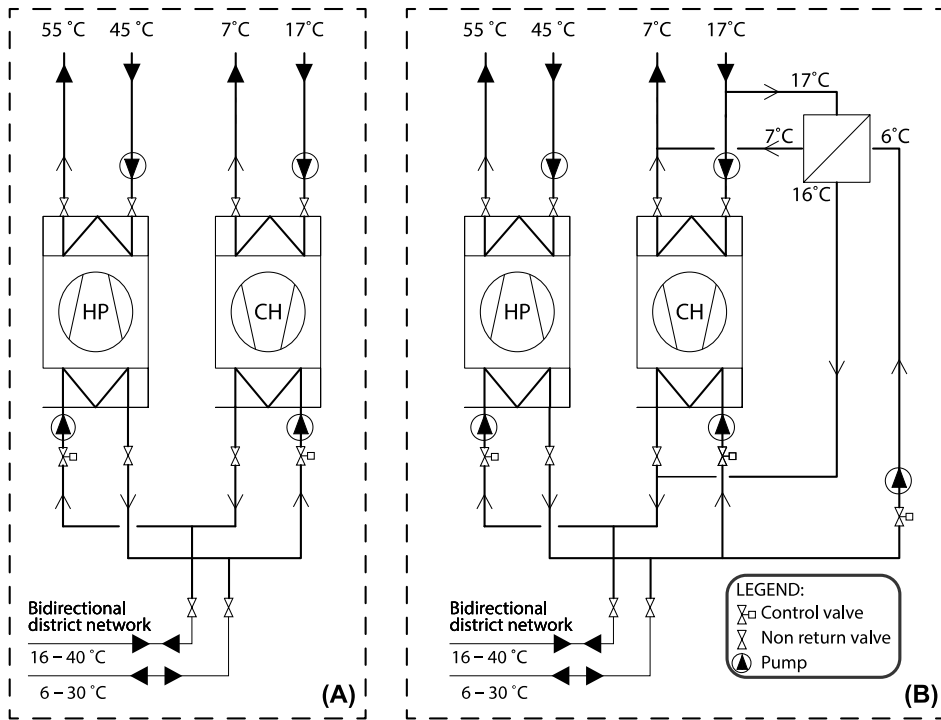 55 ˚C 45 ˚C 7˚C 17˚C
HP
CH
Bidirectional
district network
16 – 40 ˚C
6 – 30 ˚C
(A)
55 ˚C 45 ˚C 7˚C 17˚C
17˚C
7˚C 6˚C
16˚C
HP
CH
Bidirectional
district network
16 – 40 ˚C
6 – 30 ˚C
LEGEND:
Control valve
Non return valve
Pump
(B)